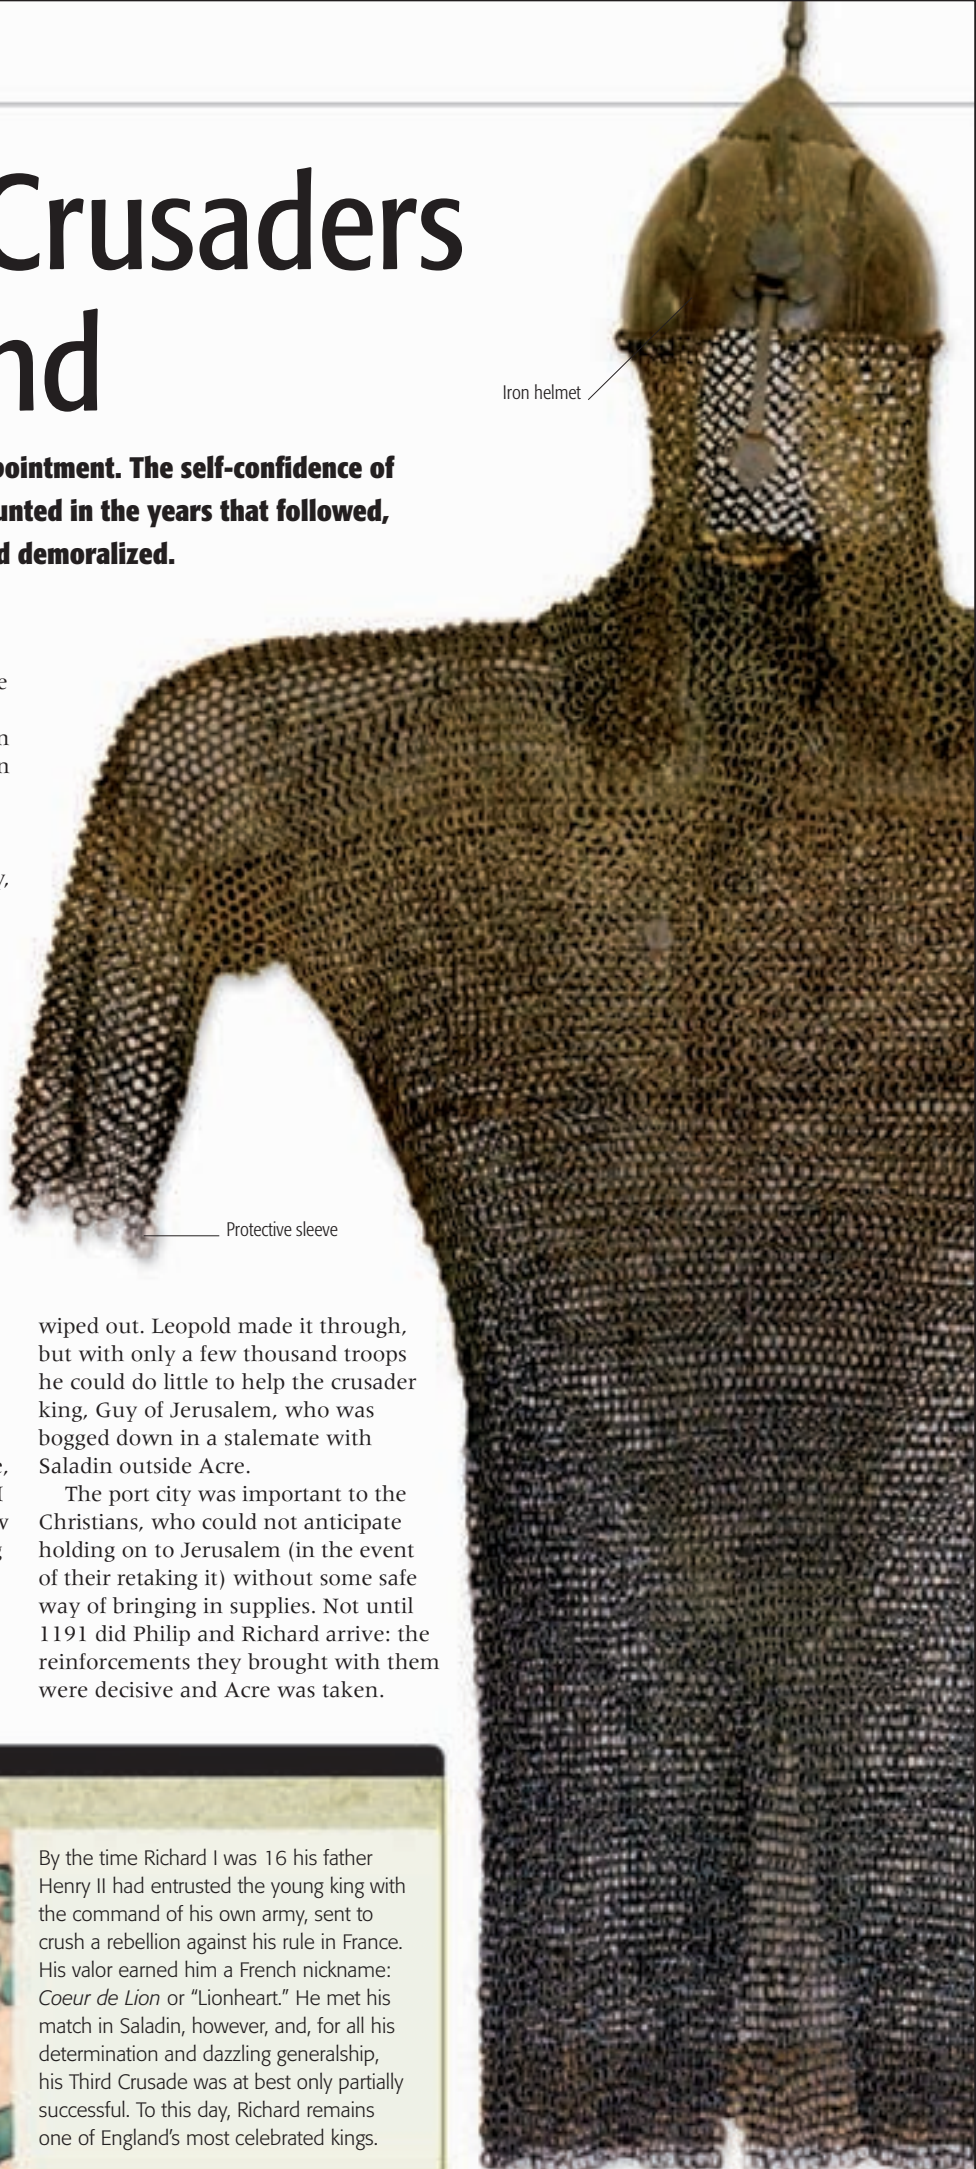 Crusaders
nd
Iron helmet
pointment. The self-confidence of
unted in the years that followed,
d demoralized.
e
n
n
y,
Protective sleeve
e,
I
w
g
wiped out. Leopold made it through,
but with only a few thousand troops
he could do little to help the crusader
king, Guy of Jerusalem, who was
bogged down in a stalemate with
Saladin outside Acre.
The port city was important to the
Christians, who could not anticipate
holding on to Jerusalem (in the event
of their retaking it) without some safe
way of bringing in supplies. Not until
1191 did Philip and Richard arrive: the
reinforcements they brought with them
were decisive and Acre was taken.
By the time Richard I was 16 his father
Henry II had entrusted the young king with
the command of his own army, sent to
crush a rebellion against his rule in France.
His valor earned him a French nickname:
Coeur de Lion or “Lionheart.” He met his
match in Saladin, however, and, for all his
determination and dazzling generalship,
his Third Crusade was at best only partially
successful. To this day, Richard remains
one of England’s most celebrated kings.